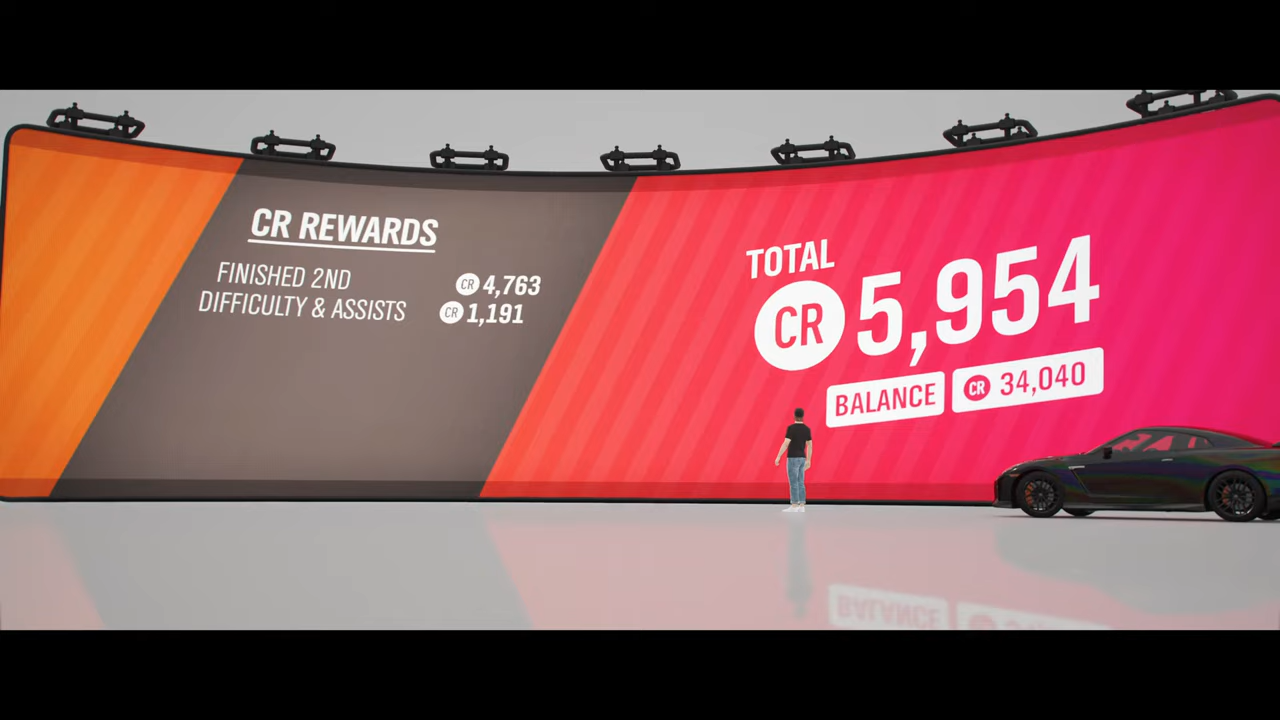 CR REWARDS
FINISHED 2ND CR 4,763
DIFFICULTY & ASSISTS CR 1,191
TOTAL
CR 5,954
BALANCE CR 34,040
BALANCE